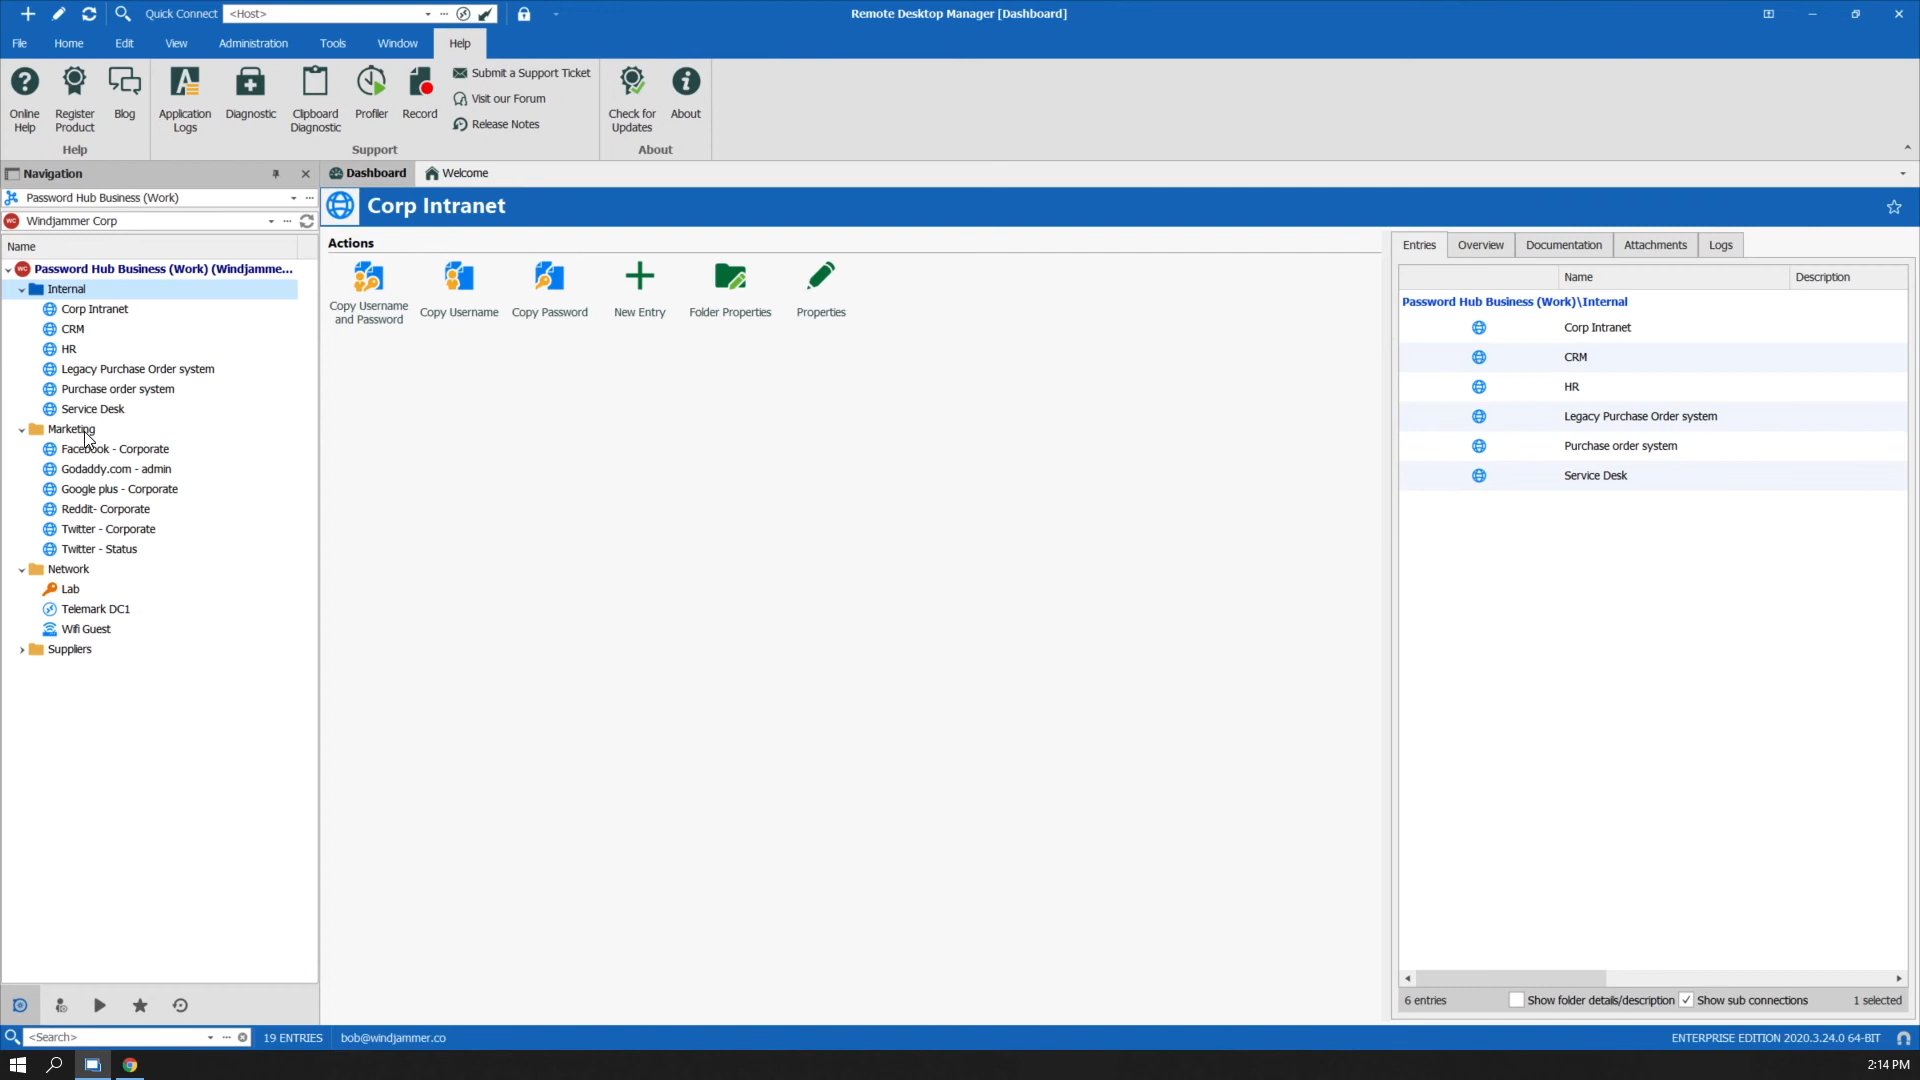 Quick Connect <Host>
Remote Desktop Manager [Dashboard]
File Home Edit View Administration Tools Window Help
Online Help
Register Product
Blog
Application Logs
Diagnostic
Clipboard Diagnostic
Profiler
Record
Submit a Support Ticket
Visit our Forum
Release Notes
Check for Updates
About
Help
Support
About
Navigation
Dashboard
Welcome
Password Hub Business (Work)
WC Windjammer Corp
Corp Intranet
Name
WC Password Hub Business (Work) (Windjamme...
Internal
Corp Intranet
CRM
HR
Legacy Purchase Order system
Purchase order system
Service Desk
Marketing
Facebook - Corporate
Godaddy.com - admin
Google plus - Corporate
Reddit- Corporate
Twitter - Corporate
Twitter - Status
Network
Lab
Telemark DC1
Wifi Guest
Suppliers
Actions
Copy Username and Password
Copy Username
Copy Password
New Entry
Folder Properties
Properties
Entries Overview Documentation Attachments Logs
Name Description
Password Hub Business (Work)\Internal
Corp Intranet
CRM
HR
Legacy Purchase Order system
Purchase order system
Service Desk
6 entries Show folder details/description Show sub connections 1 selected
<Search> 19 ENTRIES bob@windjammer.co
ENTERPRISE EDITION 2020.3.24.0 64-BIT
2:14 PM